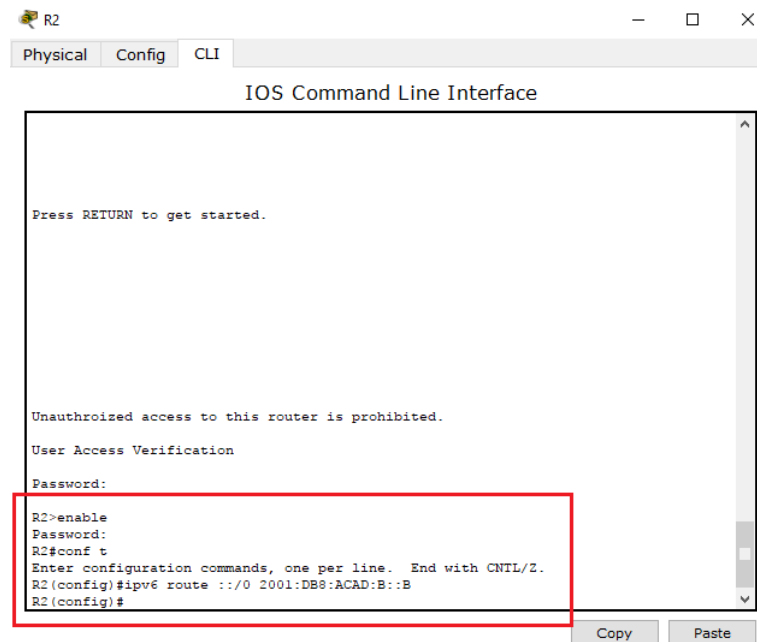 R2
Physical Config CLI
IOS Command Line Interface
Press RETURN to get started.
Unauthroized access to this router is prohibited.
User Access Verification
Password:
R2>enable
Password:
R2#conf t
Enter configuration commands, one per line.  End with CNTL/Z.
R2(config)#ipv6 route ::/0 2001:DB8:ACAD:B::B
R2(config)#
Copy Paste